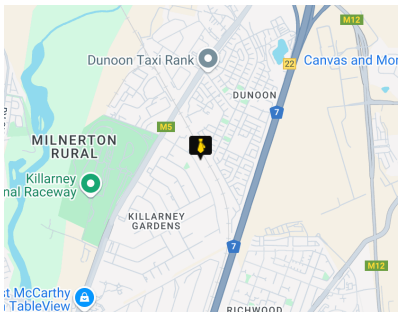 M12
Dunoon Taxi Rank
22
Canvas and Mor
DUNOON
7
M5
MILNERTON
RURAL
Killarney
nal Raceway
KILLARNEY
GARDENS
7
M12
st McCarthy
TableView
RICHWOOD